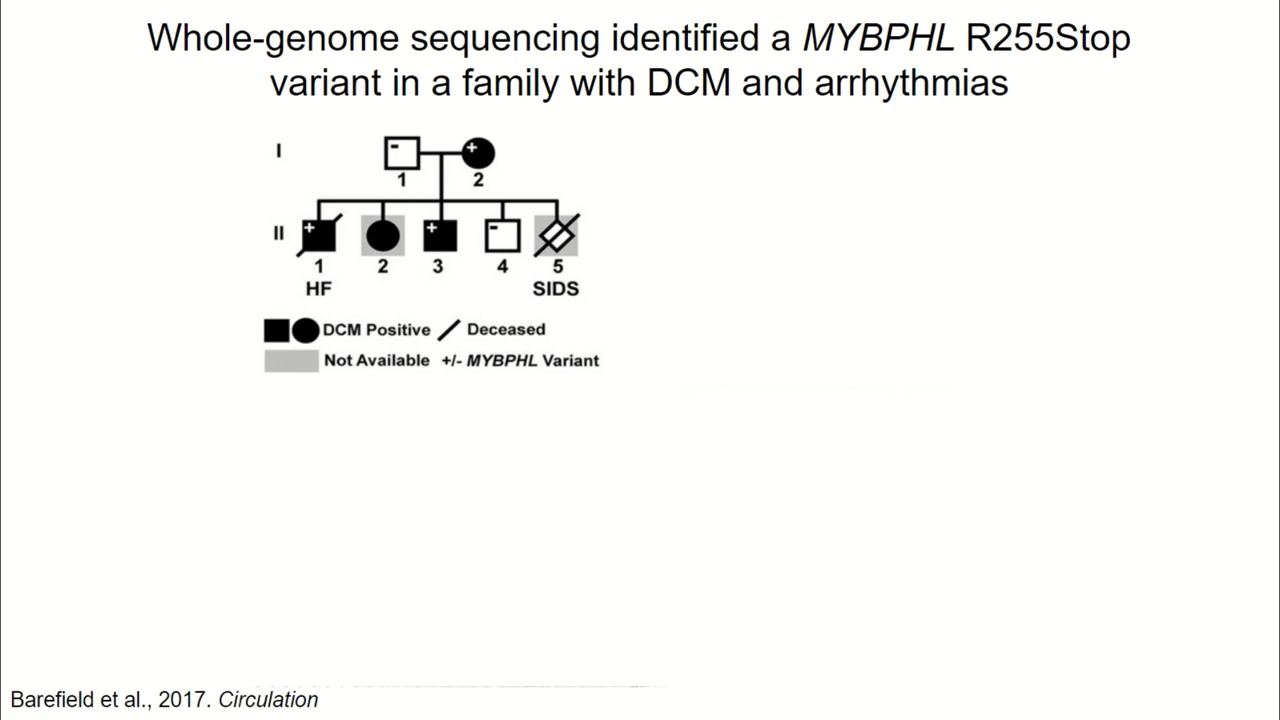 Whole-genome sequencing identified a MYBPHL R255Stop
variant in a family with DCM and arrhythmias
I
- +
1 2
II
+ + -
1 2 3 4 5
HF SIDS
DCM Positive Deceased
Not Available +/- MYBPHL Variant
Barefield et al., 2017. Circulation